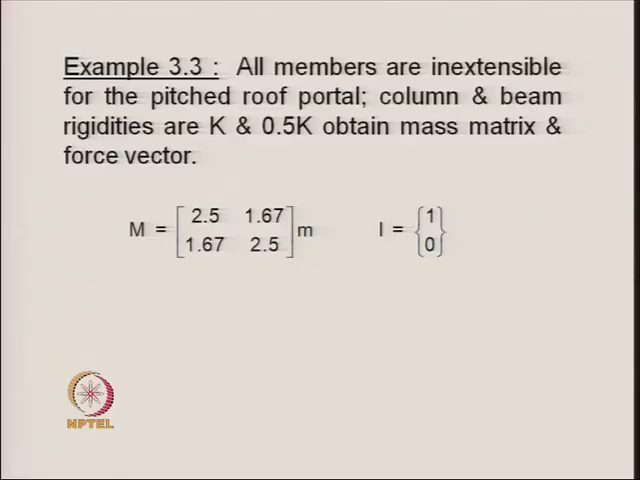 Example 3.3 : All members are inextensible
for the pitched roof portal; column & beam
rigidities are K & 0.5K obtain mass matrix &
force vector.
M = [2.5 1.67
1.67 2.5] m
I = {1
0}
NPTEL